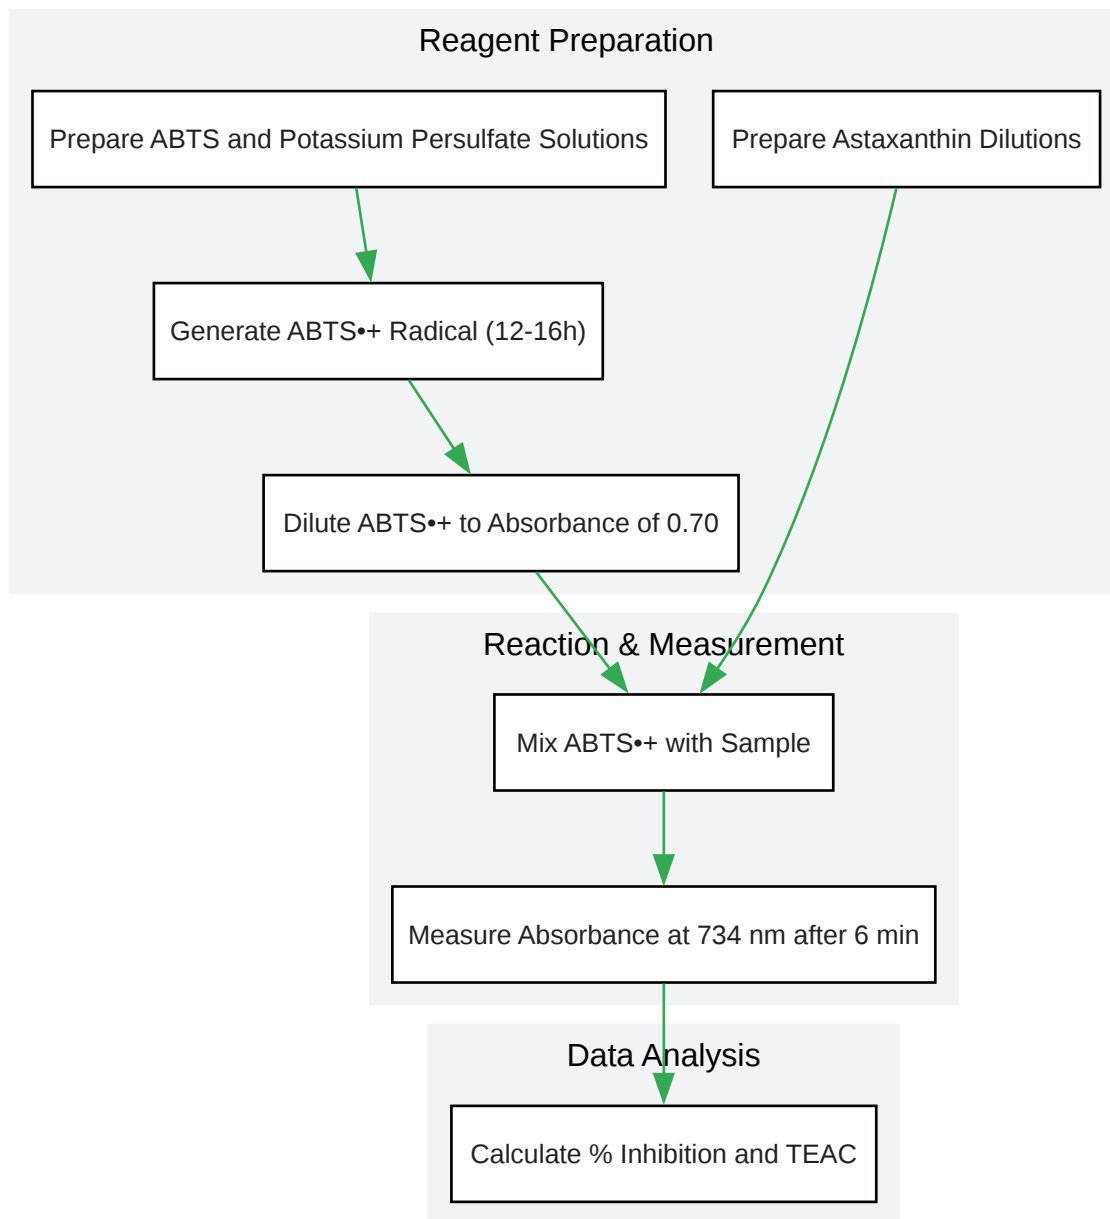 Reagent Preparation
Prepare ABTS and Potassium Persulfate Solutions
Prepare Astaxanthin Dilutions
Generate ABTS•+ Radical (12-16h)
Dilute ABTS•+ to Absorbance of 0.70
Reaction & Measurement
Mix ABTS•+ with Sample
Measure Absorbance at 734 nm after 6 min
Data Analysis
Calculate % Inhibition and TEAC